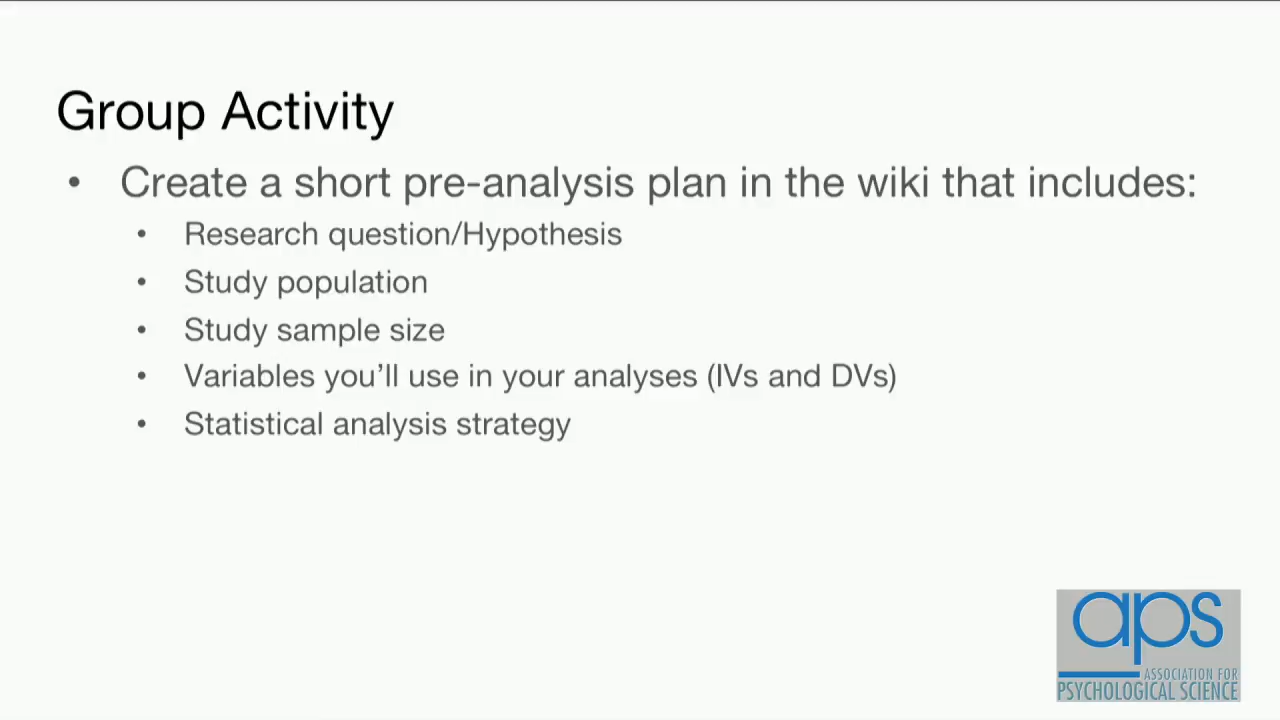 Group Activity
• Create a short pre-analysis plan in the wiki that includes:
• Research question/Hypothesis
• Study population
• Study sample size
• Variables you’ll use in your analyses (IVs and DVs)
• Statistical analysis strategy
aps
ASSOCIATION FOR
PSYCHOLOGICAL SCIENCE